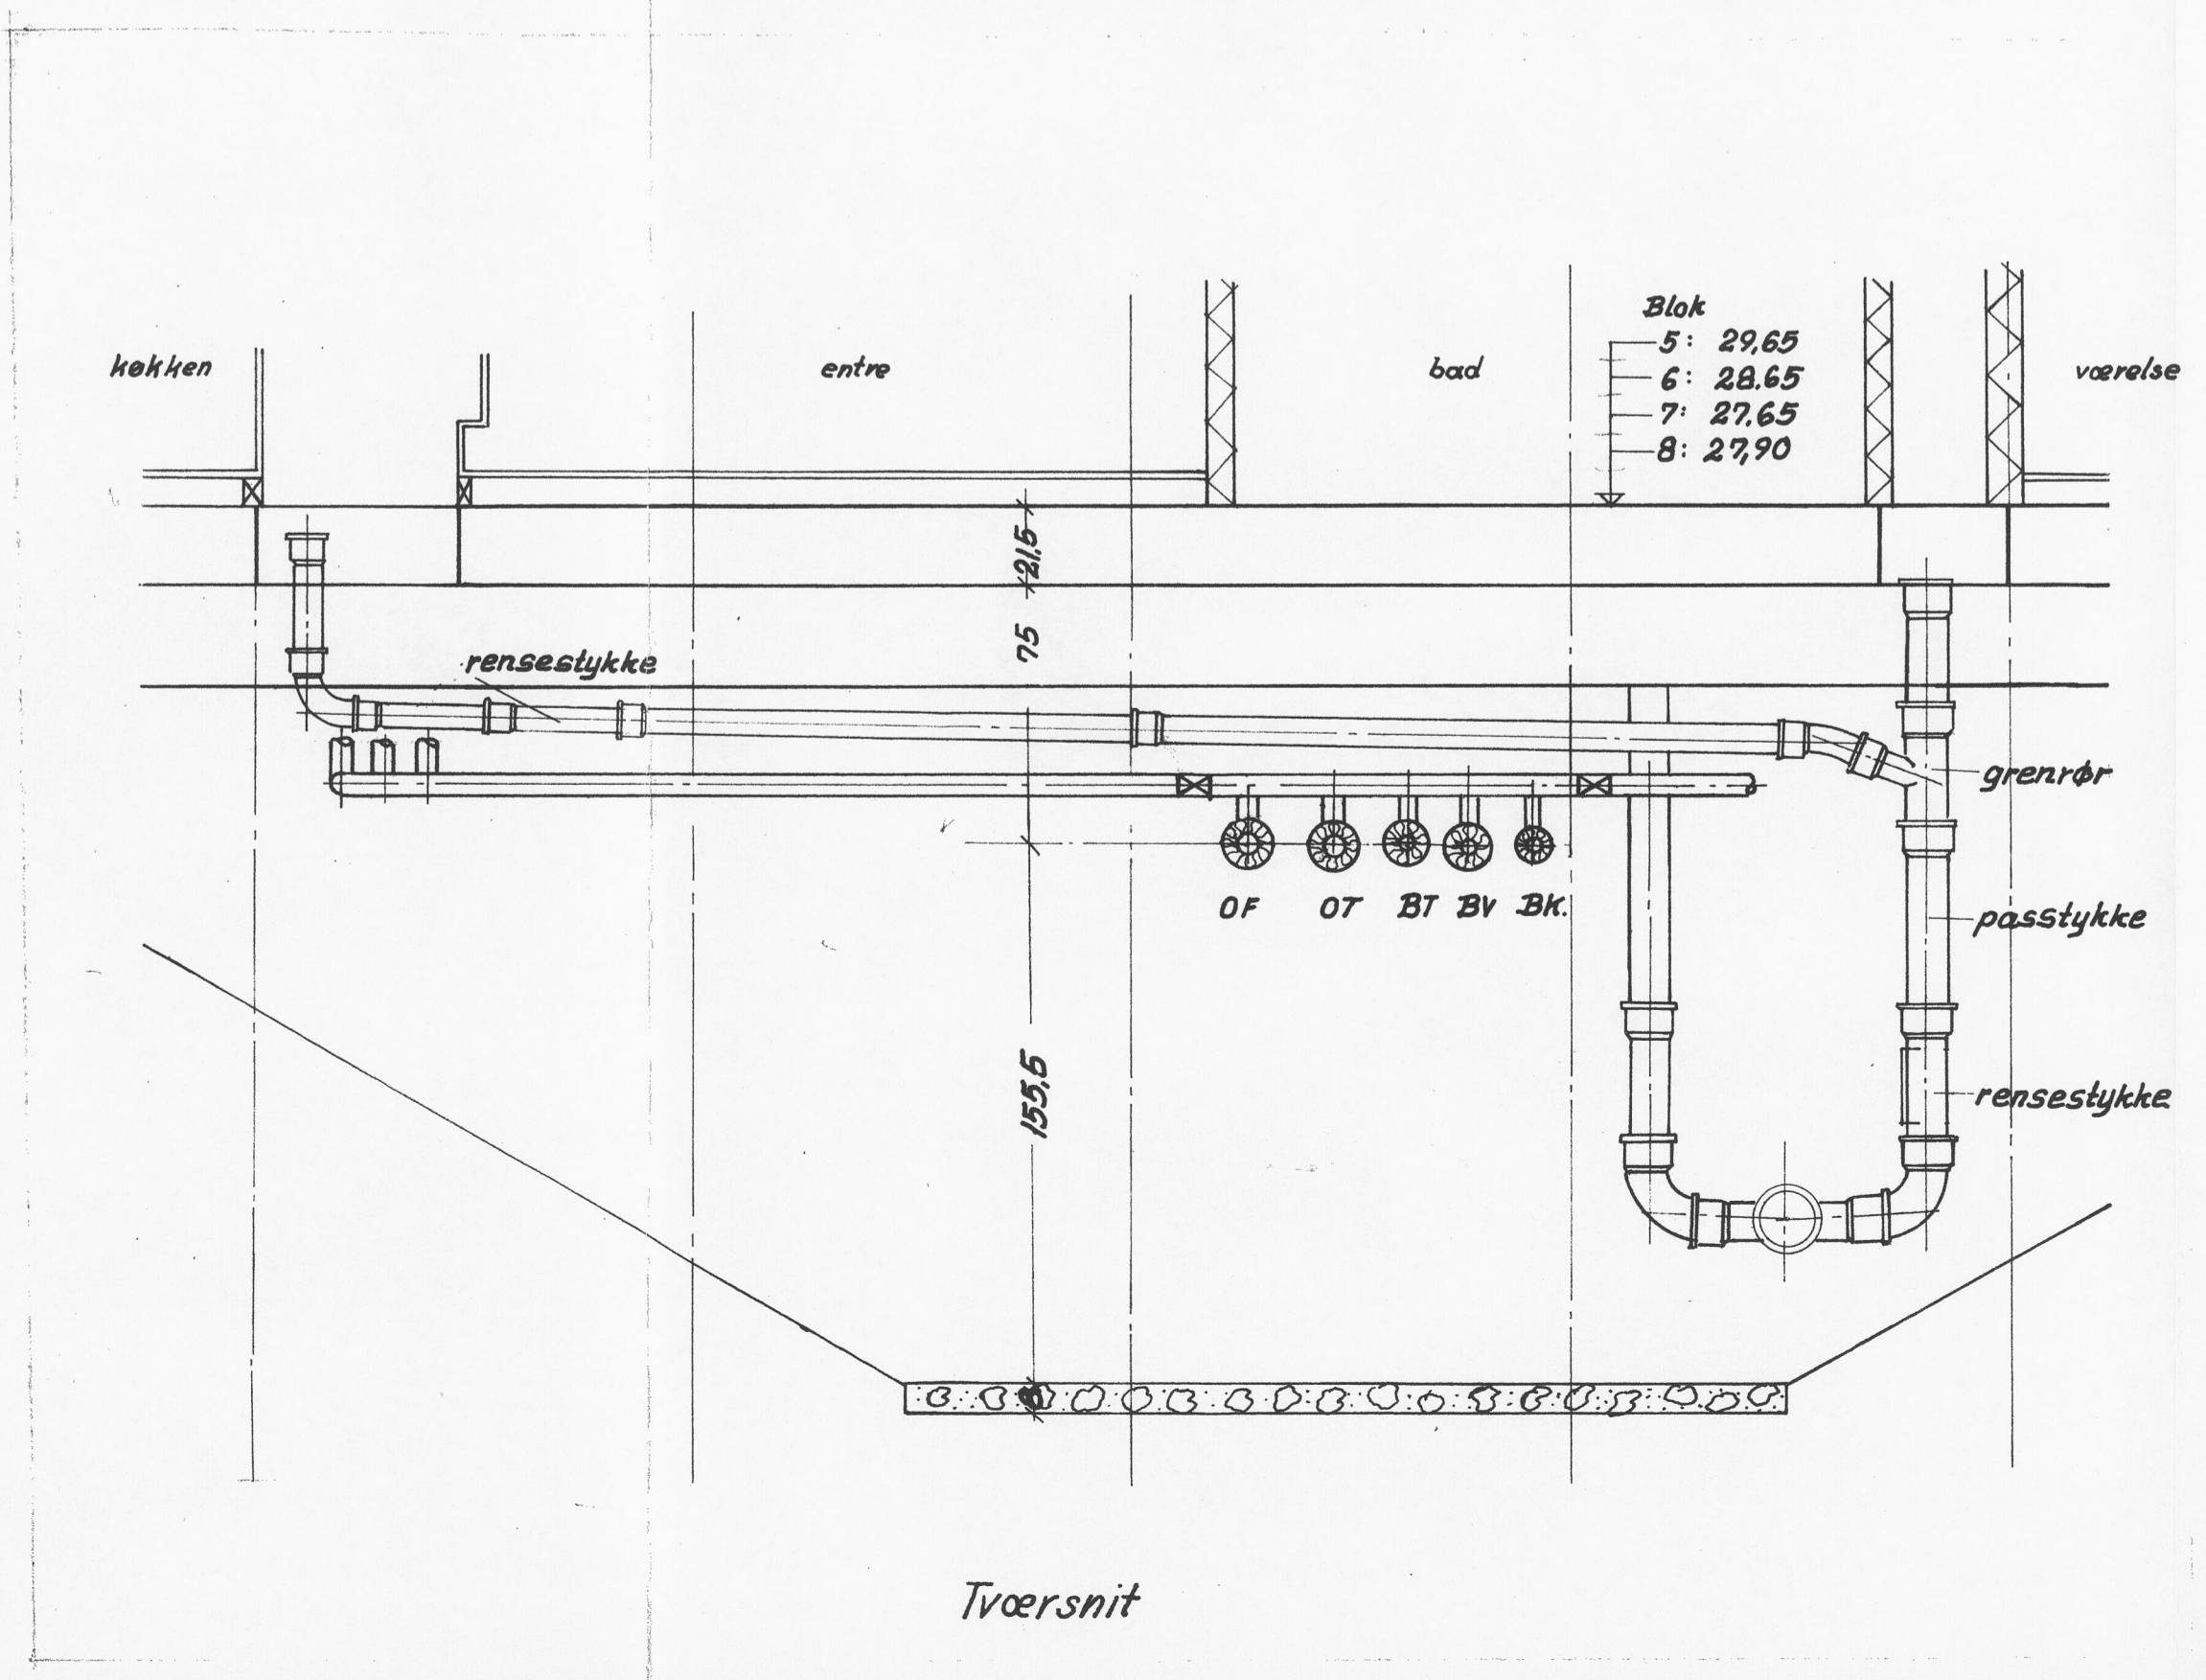 Blok
5: 29,65
6: 28.65
7: 27.65
8: 27,90
køkken
entre
bad
værelse
21,5
75
rensestykke
grenrør
OF OT BT BV BK.
passtykke
155,5
rensestykke
Tværsnit